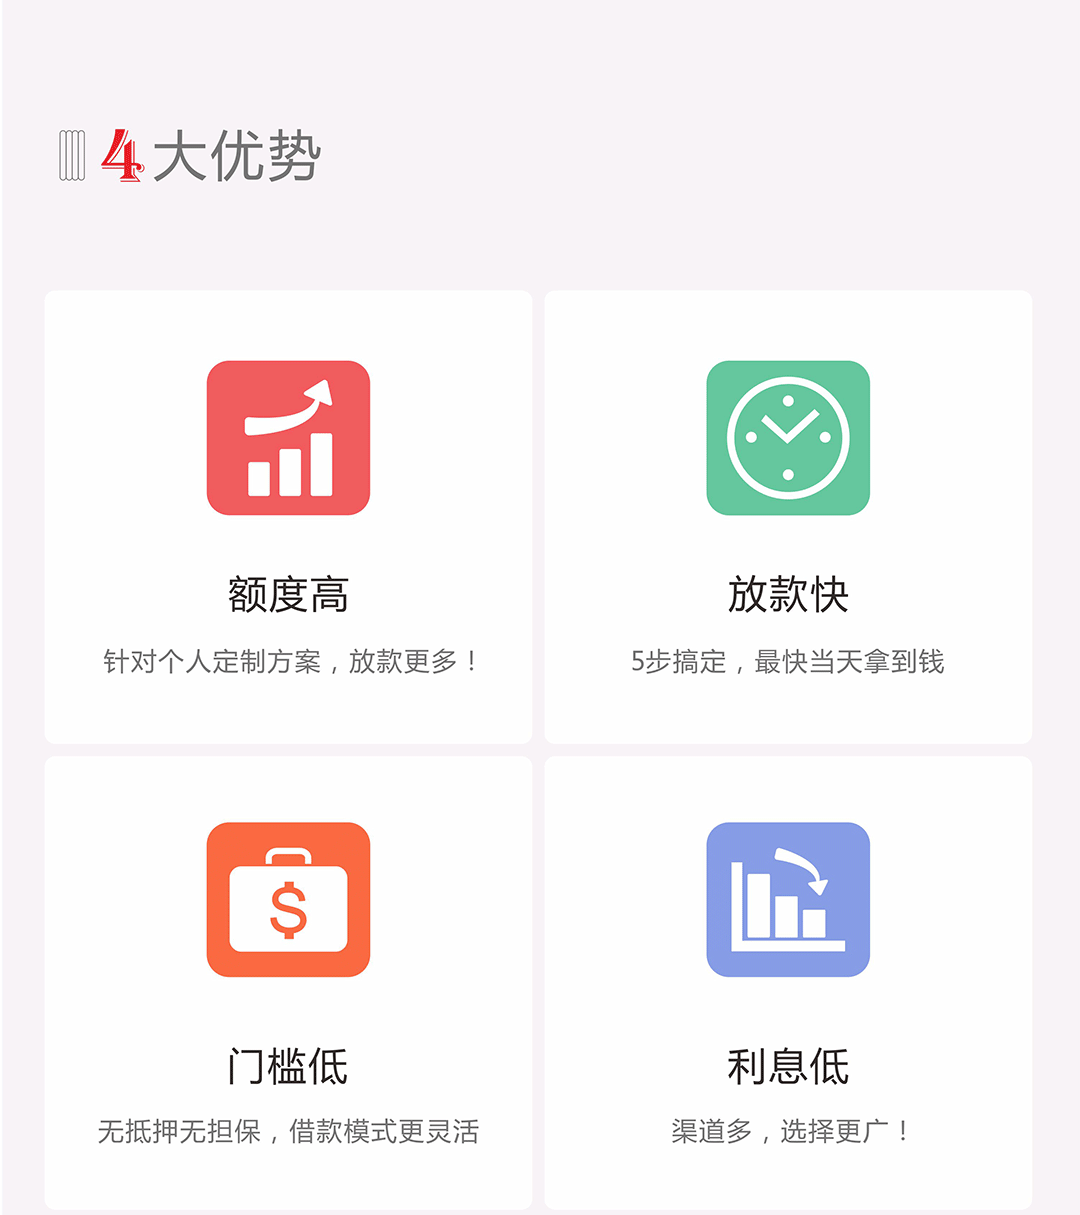 4大优势
额度高
针对个人定制方案，放款更多！
放款快
5步搞定，最快当天拿到钱
$
门槛低
无抵押无担保，借款模式更灵活
利息低
渠道多，选择更广！